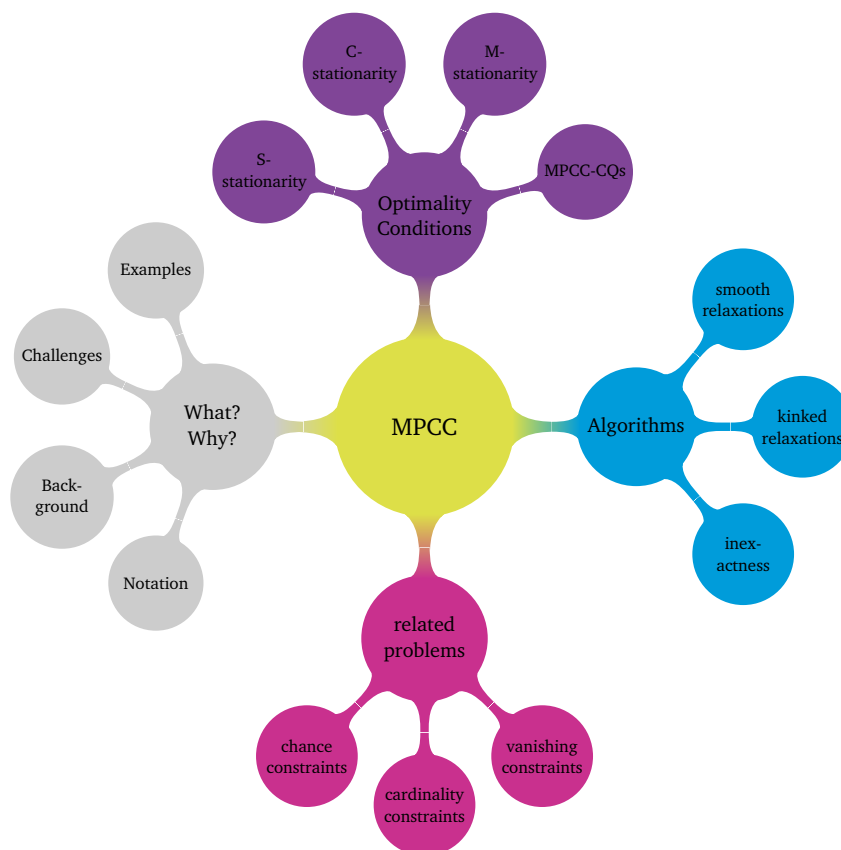 C-
stationarity
M-
stationarity
S-
stationarity
MPCC-CQs
Optimality
Conditions
Examples
Challenges
Back-
ground
Notation
What?
Why?
MPCC
Algorithms
smooth
relaxations
kinked
relaxations
inex-
actness
related
problems
chance
constraints
cardinality
constraints
vanishing
constraints